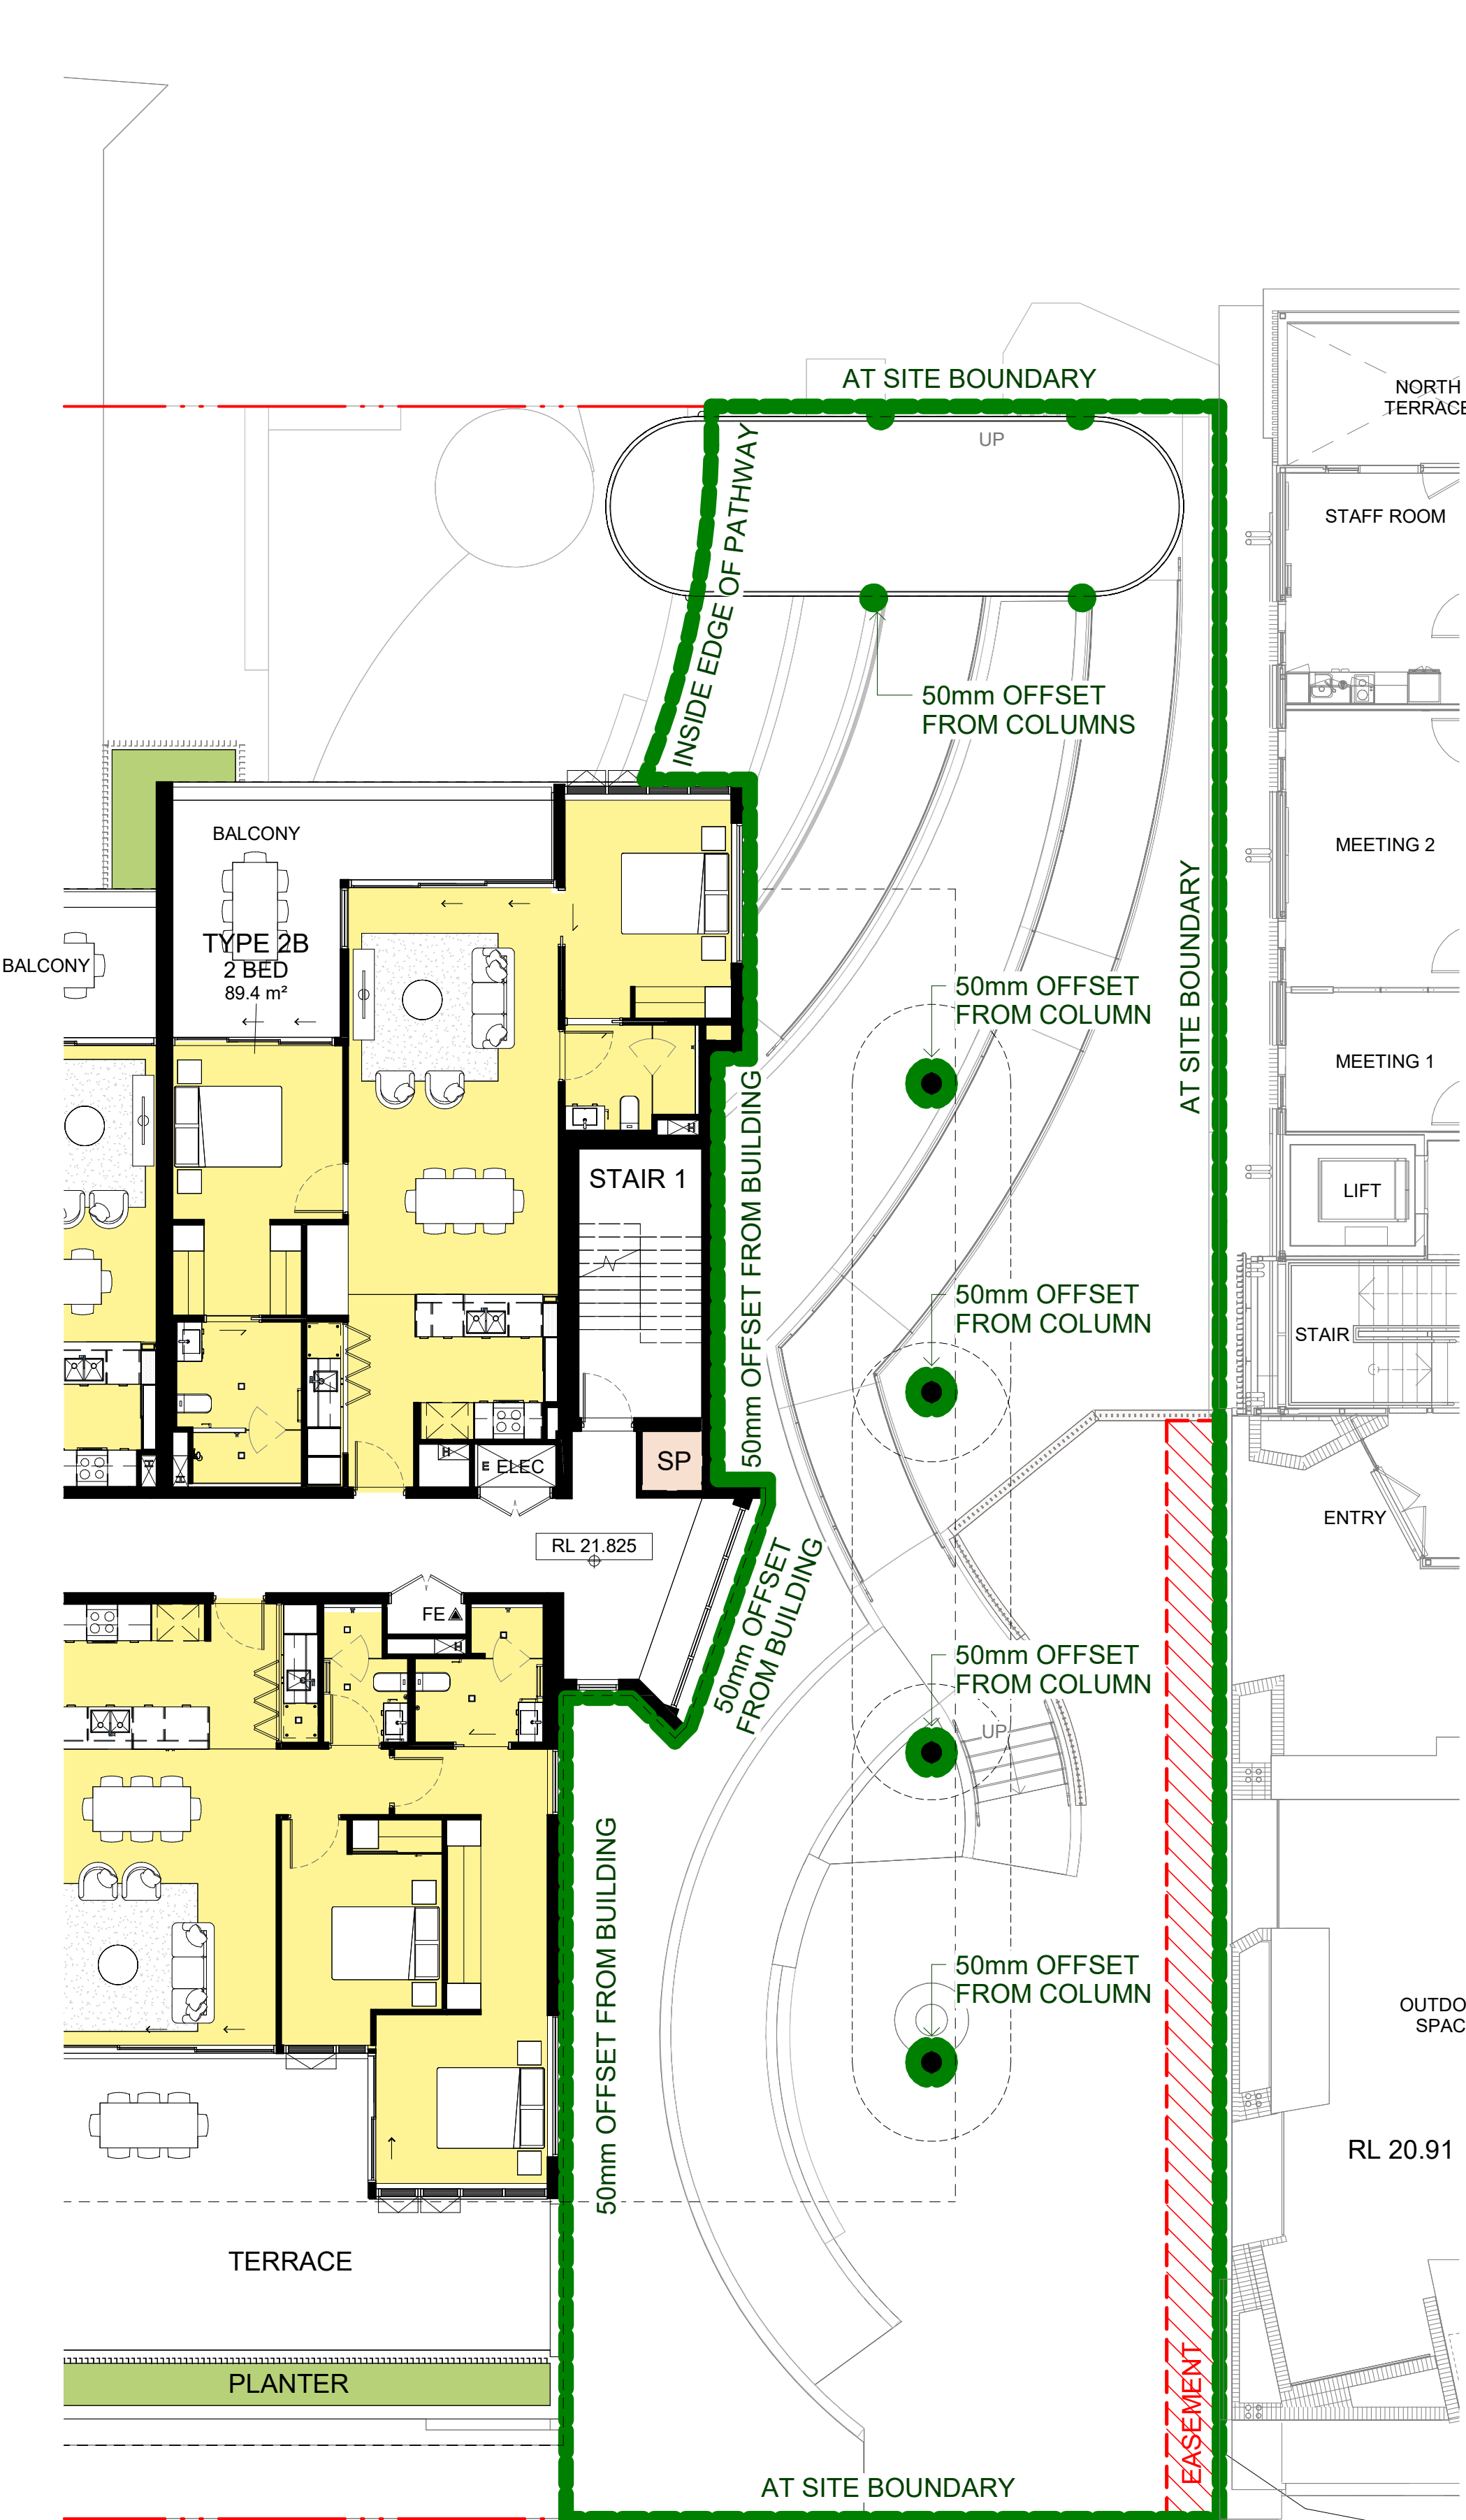 AT SITE BOUNDARY
NORTH
TERRACE
UP
INSIDE EDGE OF PATHWAY
STAFF ROOM
50mm OFFSET
FROM COLUMNS
BALCONY
MEETING 2
TYPE 2B
2 BED
89.4 m²
BALCONY
AT SITE BOUNDARY
50mm OFFSET
FROM COLUMN
MEETING 1
50mm OFFSET FROM BUILDING
STAIR 1
LIFT
50mm OFFSET
FROM COLUMN
STAIR
SP
E ELEC
ENTRY
RL 21.825
50mm OFFSET
FROM BUILDING
FE
50mm OFFSET
FROM COLUMN
UP
50mm OFFSET FROM BUILDING
50mm OFFSET
FROM COLUMN
OUTDO
SPAC
RL 20.91
TERRACE
PLANTER
EASEMENT
AT SITE BOUNDARY